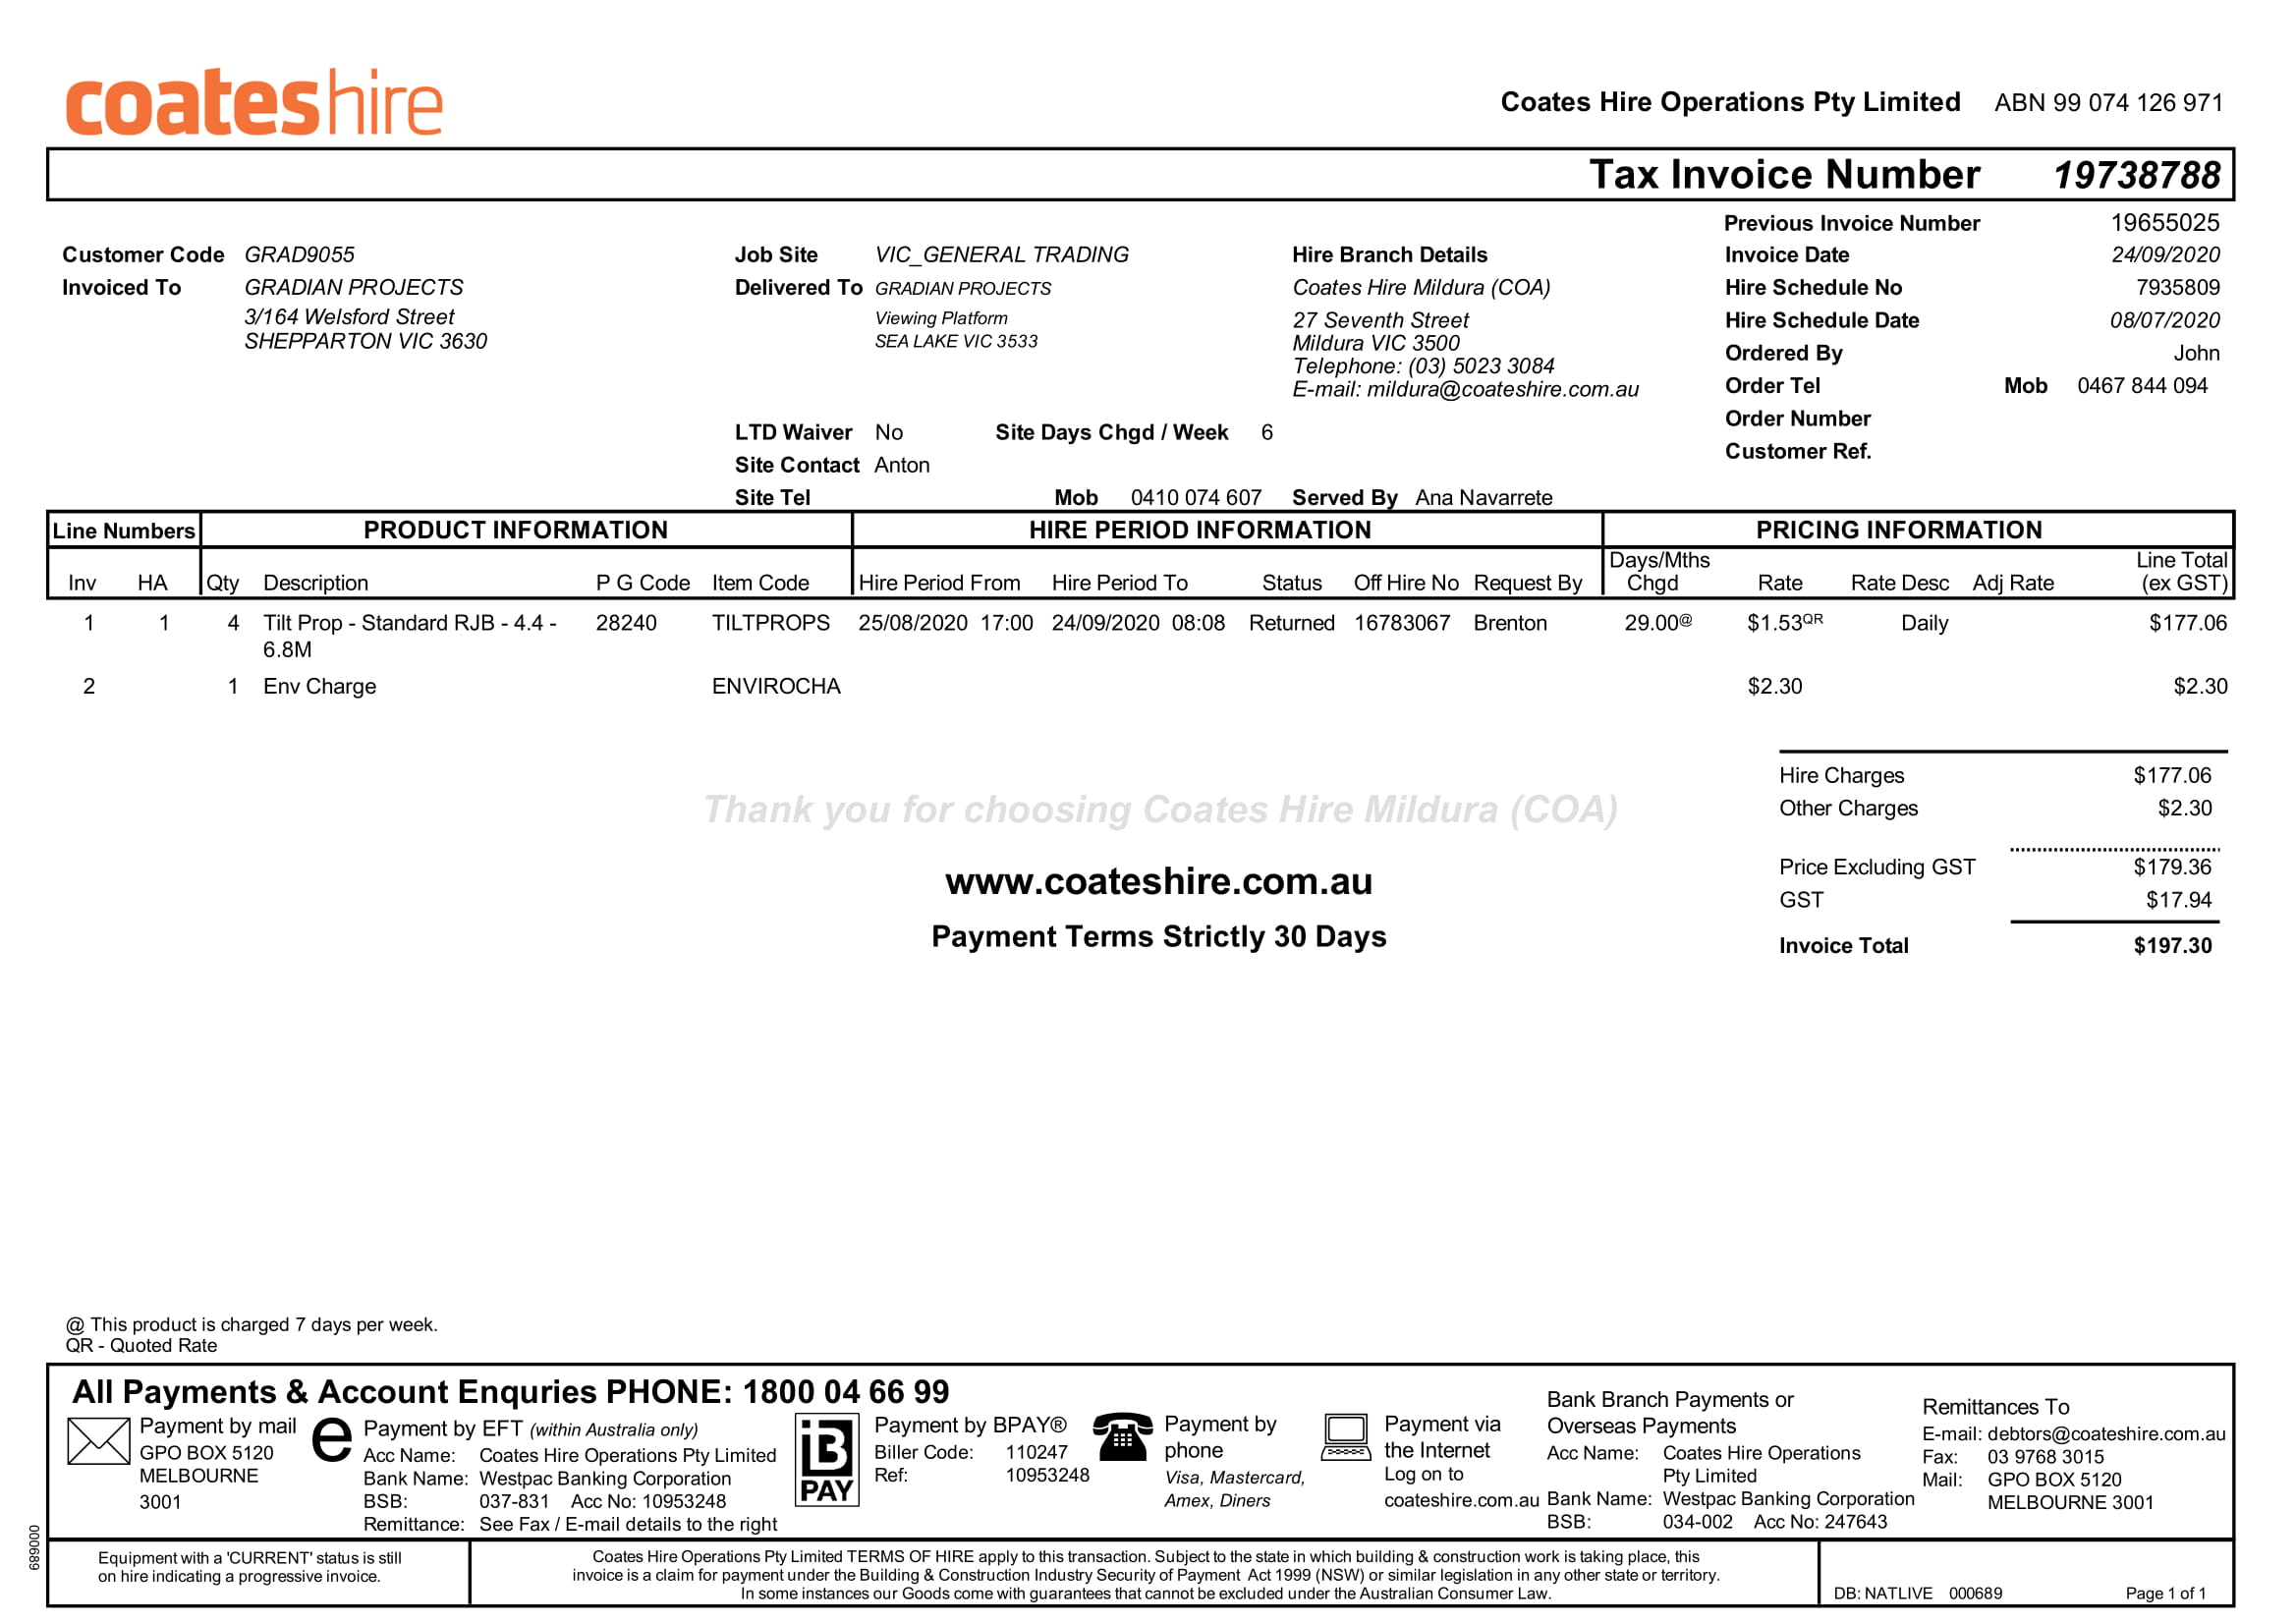 coateshire
Coates Hire Operations Pty Limited ABN 99 074 126 971
Tax Invoice Number 19738788
Previous Invoice Number 19655025
Customer Code GRAD9055 Job Site VIC_GENERAL TRADING Hire Branch Details Invoice Date 24/09/2020
Invoiced To GRADIAN PROJECTS Delivered To GRADIAN PROJECTS Coates Hire Mildura (COA) Hire Schedule No 7935809
3/164 Welsford Street Viewing Platform 27 Seventh Street Hire Schedule Date 08/07/2020
SHEPPARTON VIC 3630 SEA LAKE VIC 3533 Mildura VIC 3500
Ordered By John
Telephone: (03) 5023 3084
E-mail: mildura@coateshire.com.au Order Tel Mob 0467 844 094
Order Number
LTD Waiver No Site Days Chgd / Week 6
Customer Ref.
Site Contact Anton
Site Tel Mob 0410 074 607 Served By Ana Navarrete
Line Numbers PRODUCT INFORMATION HIRE PERIOD INFORMATION PRICING INFORMATION
Days/Mths Line Total
Inv HA Qty Description P G Code Item Code Hire Period From Hire Period To Status Off Hire No Request By Chgd Rate Rate Desc Adj Rate (ex GST)
1 1 4 Tilt Prop - Standard RJB - 4.4 - 28240 TILTPROPS 25/08/2020 17:00 24/09/2020 08:08 Returned 16783067 Brenton 29.00@ $1.53QR Daily $177.06
6.8M
2 1 Env Charge ENVIROCHA $2.30 $2.30
Hire Charges $177.06
Thank you for choosing Coates Hire Mildura (COA)
Other Charges $2.30
www.coateshire.com.au
Price Excluding GST $179.36
GST $17.94
Payment Terms Strictly 30 Days
Invoice Total $197.30
@ This product is charged 7 days per week.
QR - Quoted Rate
All Payments & Account Enquries PHONE: 1800 04 66 99
Payment by mail
GPO BOX 5120
MELBOURNE
3001
e
Payment by EFT (within Australia only)
Acc Name: Coates Hire Operations Pty Limited
Bank Name: Westpac Banking Corporation
BSB: 037-831 Acc No: 10953248
Remittance: See Fax / E-mail details to the right
B
PAY
Payment by BPAY®
Biller Code: 110247
Ref: 10953248
Payment by
phone
Visa, Mastercard,
Amex, Diners
Payment via
the Internet
Log on to
coateshire.com.au
Bank Branch Payments or
Overseas Payments
Acc Name: Coates Hire Operations
Pty Limited
Bank Name: Westpac Banking Corporation
BSB: 034-002 Acc No: 247643
Remittances To
E-mail: debtors@coateshire.com.au
Fax: 03 9768 3015
Mail: GPO BOX 5120
MELBOURNE 3001
000689
Equipment with a 'CURRENT' status is still
on hire indicating a progressive invoice.
Coates Hire Operations Pty Limited TERMS OF HIRE apply to this transaction. Subject to the state in which building & construction work is taking place, this
invoice is a claim for payment under the Building & Construction Industry Security of Payment Act 1999 (NSW) or similar legislation in any other state or territory.
In some instances our Goods come with guarantees that cannot be excluded under the Australian Consumer Law.
DB: NATLIVE 000689 Page 1 of 1